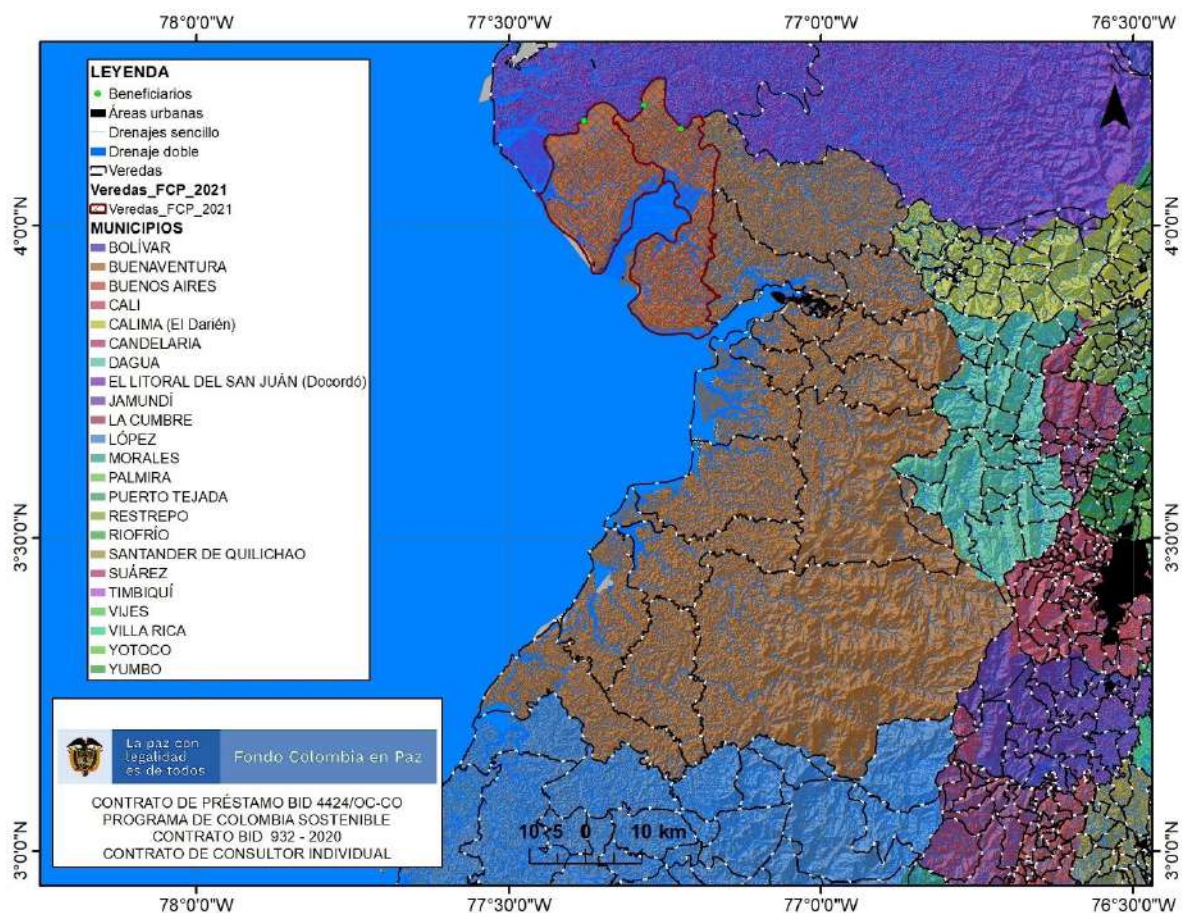 78°0'0"W 77°30'0"W 77°0'0"W 76°30'0"W
LEYENDA
Beneficiarios
Áreas urbanas
Drenajes sencillo
Drenaje doble
Veredas
Veredas_FCP_2021
Veredas_FCP_2021
MUNICIPIOS
BOLÍVAR
BUENAVENTURA
BUENOS AIRES
CALI
CALIMA (El Darién)
CANDELARIA
DAGUA
EL LITORAL DEL SAN JUÁN (Docordó)
JAMUNDÍ
LA CUMBRE
LÓPEZ
MORALES
PALMIRA
PUERTO TEJADA
RESTREPO
RIOFRÍO
SANTANDER DE QUILICHAO
SUÁREZ
TIMBIQUÍ
VIJES
VILLA RICA
YOTOCO
YUMBO
4°0'0"N 4°0'0"N
3°30'0"N 3°30'0"N
3°0'0"N 3°0'0"N
La paz con
legalidad
es de todos
Fondo Colombia en Paz
CONTRATO DE PRÉSTAMO BID 4424/OC-CO
PROGRAMA DE COLOMBIA SOSTENIBLE
CONTRATO BID 932 - 2020
CONTRATO DE CONSULTOR INDIVIDUAL
10 5 0 10 km
78°0'0"W 77°30'0"W 77°0'0"W 76°30'0"W